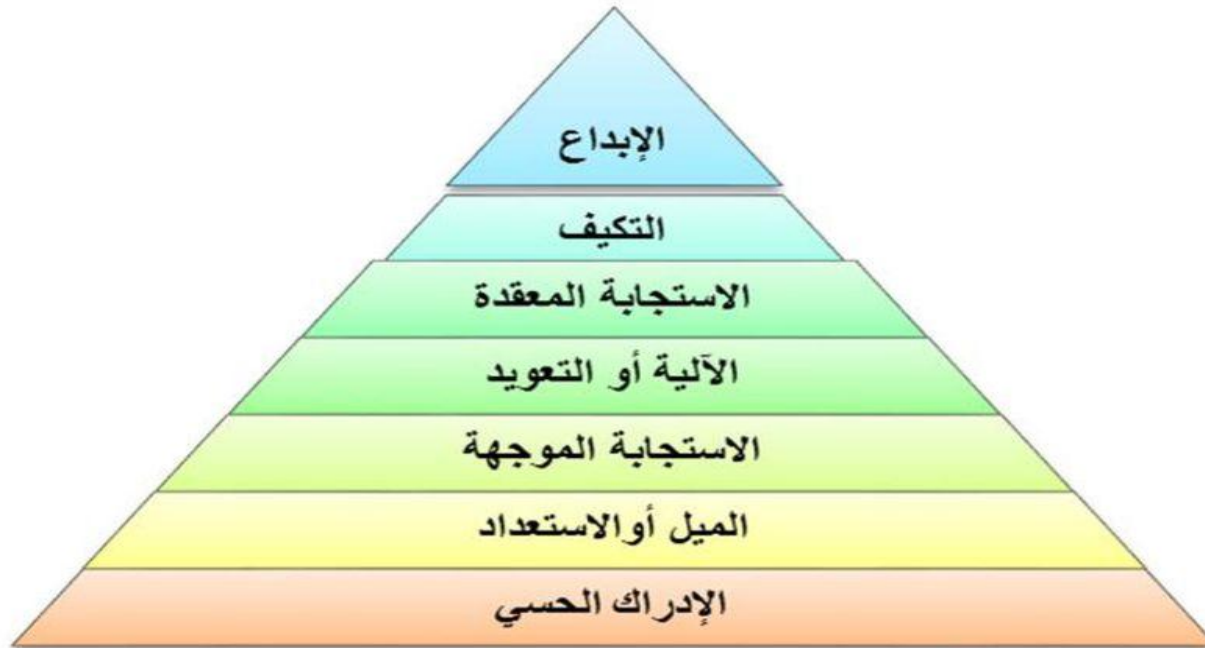 الإبداع
التكيف
الاستجابة المعقدة
الآلية أو التعويد
الاستجابة الموجهة
الميل أوالاستعداد
الإدراك الحسي